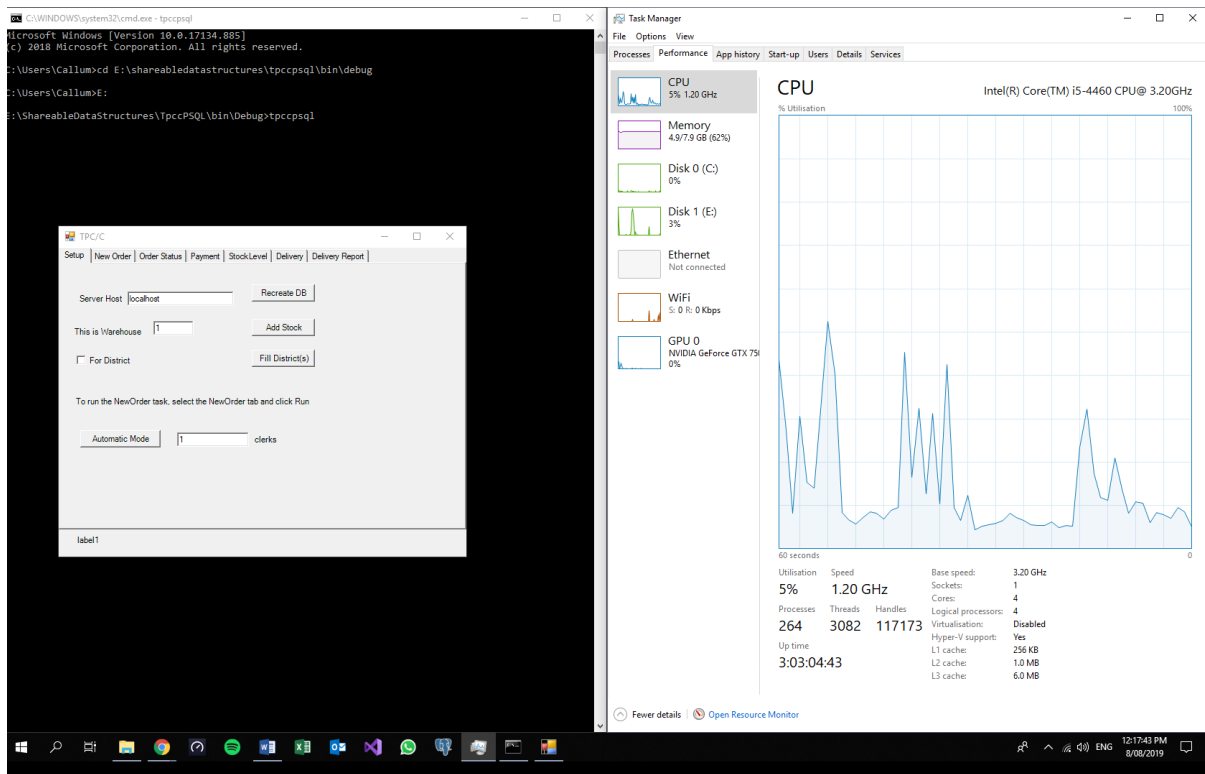 C:\WINDOWS\system32\cmd.exe - tpccpsql
Microsoft Windows [Version 10.0.17134.885]
(c) 2018 Microsoft Corporation. All rights reserved.
C:\Users\Callum>cd E:\shareabledatastructures\tpccpsql\bin\debug
C:\Users\Callum>E:
E:\ShareableDataStructures\TpccPSQL\bin\Debug>tpccpsql
TPC/C
Setup New Order Order Status Payment StockLevel Delivery Delivery Report
Server Host localhost Recreate DB
This is Warehouse 1 Add Stock
For District Fill District(s)
To run the NewOrder task, select the NewOrder tab and click Run
Automatic Mode 1 clerks
label1
Task Manager
File Options View
Processes Performance App history Start-up Users Details Services
CPU
5% 1.20 GHz
Memory
4.9/7.9 GB (62%)
Disk 0 (C:)
0%
Disk 1 (E:)
3%
Ethernet
Not connected
WiFi
S: 0 R: 0 Kbps
GPU 0
NVIDIA GeForce GTX 750
0%
CPU Intel(R) Core(TM) i5-4460 CPU@ 3.20GHz
% Utilisation 100%
60 seconds 0
Utilisation Speed
5% 1.20 GHz
Processes Threads Handles
264 3082 117173
Up time
3:03:04:43
Base speed: 3.20 GHz
Sockets: 1
Cores: 4
Logical processors: 4
Virtualisation: Disabled
Hyper-V support: Yes
L1 cache: 256 KB
L2 cache: 1.0 MB
L3 cache: 6.0 MB
Fewer details Open Resource Monitor
ENG
12:17:43 PM
8/08/2019